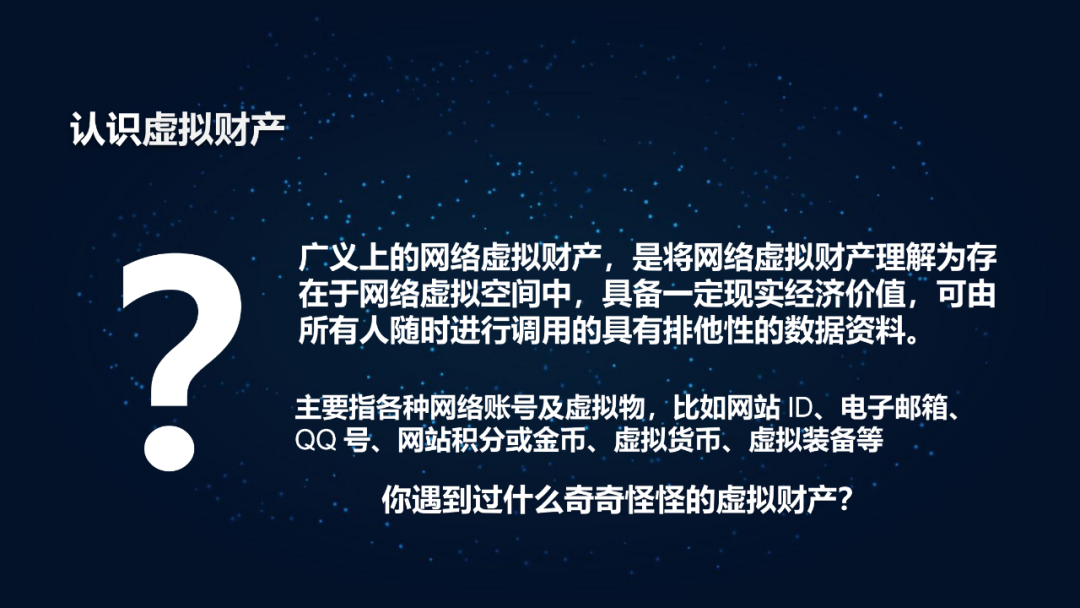 认识虚拟财产
?
广义上的网络虚拟财产，是将网络虚拟财产理解为存
在于网络虚拟空间中，具备一定现实经济价值，可由
所有人随时进行调用的具有排他性的数据资料。
主要指各种网络账号及虚拟物，比如网站 ID、电子邮箱、
QQ 号、网站积分或金币、虚拟货币、虚拟装备等
你遇到过什么奇奇怪怪的虚拟财产？